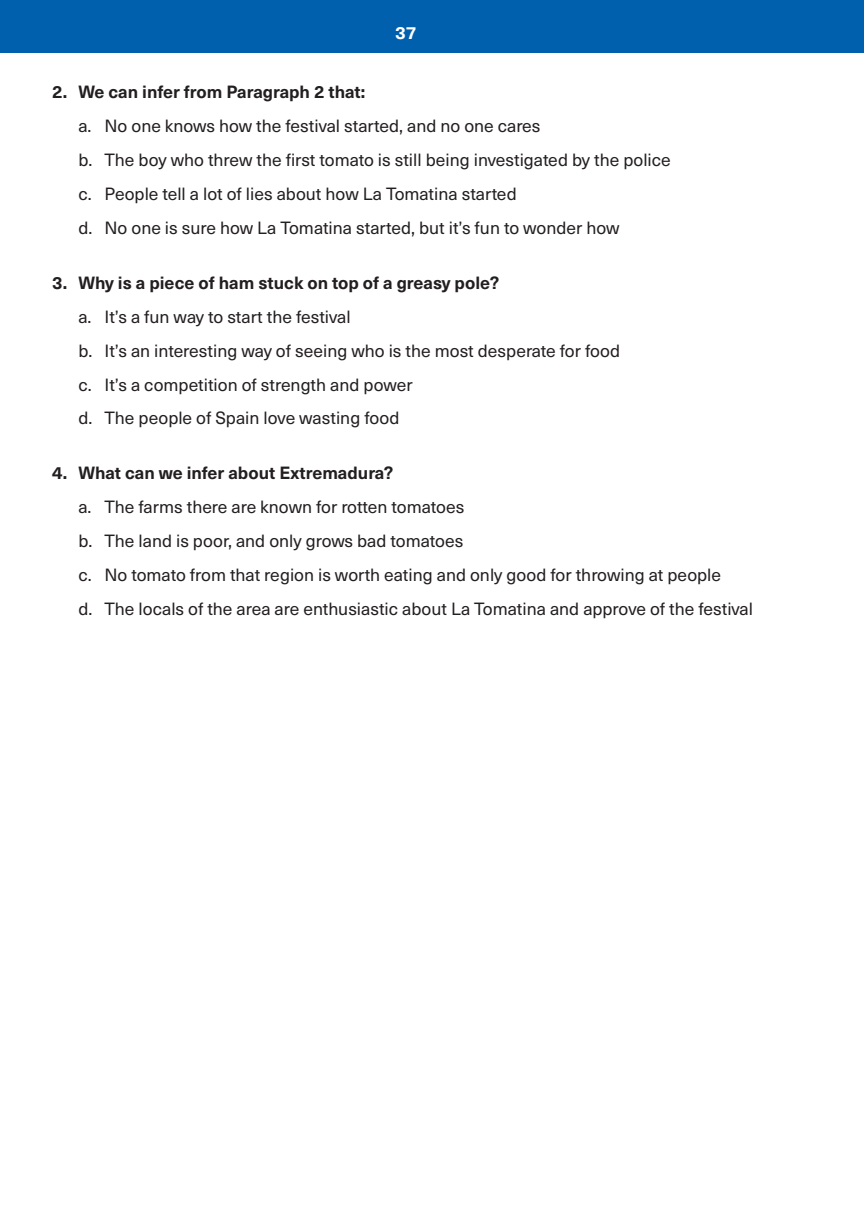 37
2. We can infer from Paragraph 2 that:
a. No one knows how the festival started, and no one cares
b. The boy who threw the first tomato is still being investigated by the police
c. People tell a lot of lies about how La Tomatina started
d. No one is sure how La Tomatina started, but it's fun to wonder how
3. Why is a piece of ham stuck on top of a greasy pole?
a. It's a fun way to start the festival
b. It's an interesting way of seeing who is the most desperate for food
c. It's a competition of strength and power
d. The people of Spain love wasting food
4. What can we infer about Extremadura?
a. The farms there are known for rotten tomatoes
b. The land is poor, and only grows bad tomatoes
c. No tomato from that region is worth eating and only good for throwing at people
d. The locals of the area are enthusiastic about La Tomatina and approve of the festival